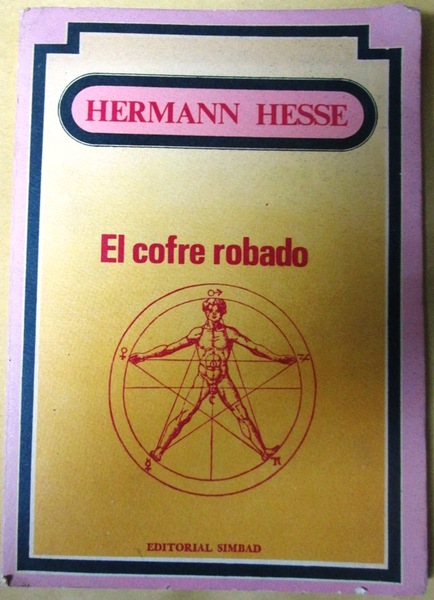 HERMANN HESSE
El cofre robado
EDITORIAL SIMBAD